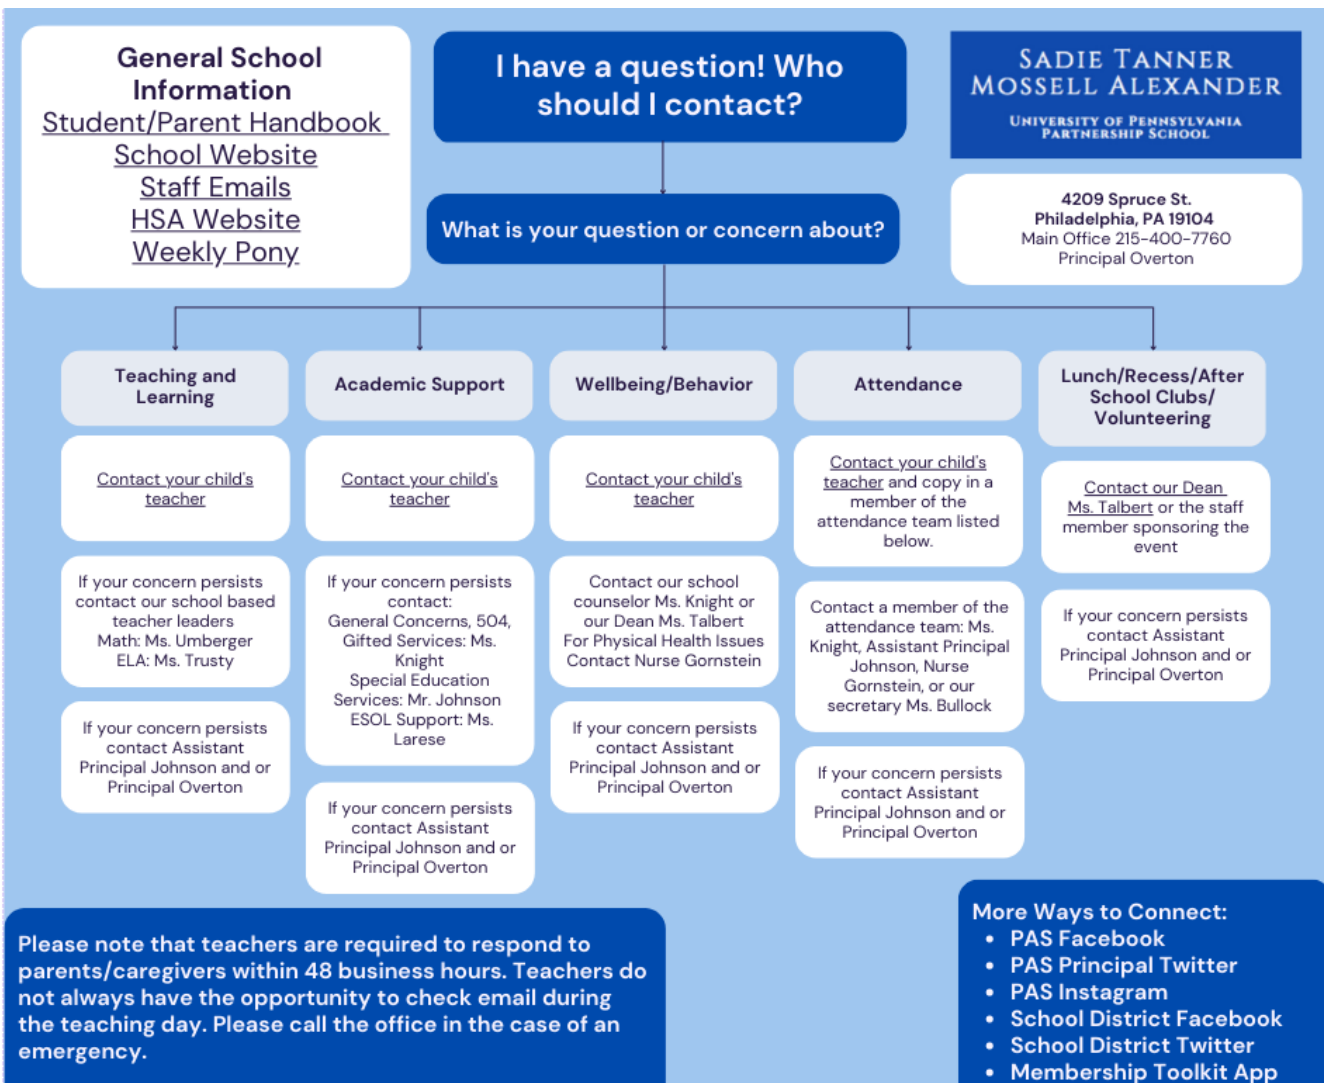 General School
Information
Student/Parent Handbook
School Website
Staff Emails
HSA Website
Weekly Pony
I have a question! Who
should I contact?
What is your question or concern about?
SADIE TANNER
MOSSELL ALEXANDER
UNIVERSITY OF PENNSYLVANIA
PARTNERSHIP SCHOOL
4209 Spruce St.
Philadelphia, PA 19104
Main Office 215-400-7760
Principal Overton
Teaching and
Learning
Contact your child's
teacher
If your concern persists
contact our school based
teacher leaders
Math: Ms. Umberger
ELA: Ms. Trusty
If your concern persists
contact Assistant
Principal Johnson and or
Principal Overton
Academic Support
Contact your child's
teacher
If your concern persists
contact:
General Concerns, 504,
Gifted Services: Ms.
Knight
Special Education
Services: Mr. Johnson
ESOL Support: Ms.
Larese
If your concern persists
contact Assistant
Principal Johnson and or
Principal Overton
Wellbeing/Behavior
Contact your child's
teacher
Contact our school
counselor Ms. Knight or
our Dean Ms. Talbert
For Physical Health Issues
Contact Nurse Gornstein
If your concern persists
contact Assistant
Principal Johnson and or
Principal Overton
Attendance
Contact your child's
teacher and copy in a
member of the
attendance team listed
below.
Contact a member of the
attendance team: Ms.
Knight, Assistant Principal
Johnson, Nurse
Gornstein, or our
secretary Ms. Bullock
If your concern persists
contact Assistant
Principal Johnson and or
Principal Overton
Lunch/Recess/After
School Clubs/
Volunteering
Contact our Dean
Ms. Talbert or the staff
member sponsoring the
event
If your concern persists
contact Assistant
Principal Johnson and or
Principal Overton
Please note that teachers are required to respond to
parents/caregivers within 48 business hours. Teachers do
not always have the opportunity to check email during
the teaching day. Please call the office in the case of an
emergency.
More Ways to Connect:
• PAS Facebook
• PAS Principal Twitter
• PAS Instagram
• School District Facebook
• School District Twitter
• Membership Toolkit App